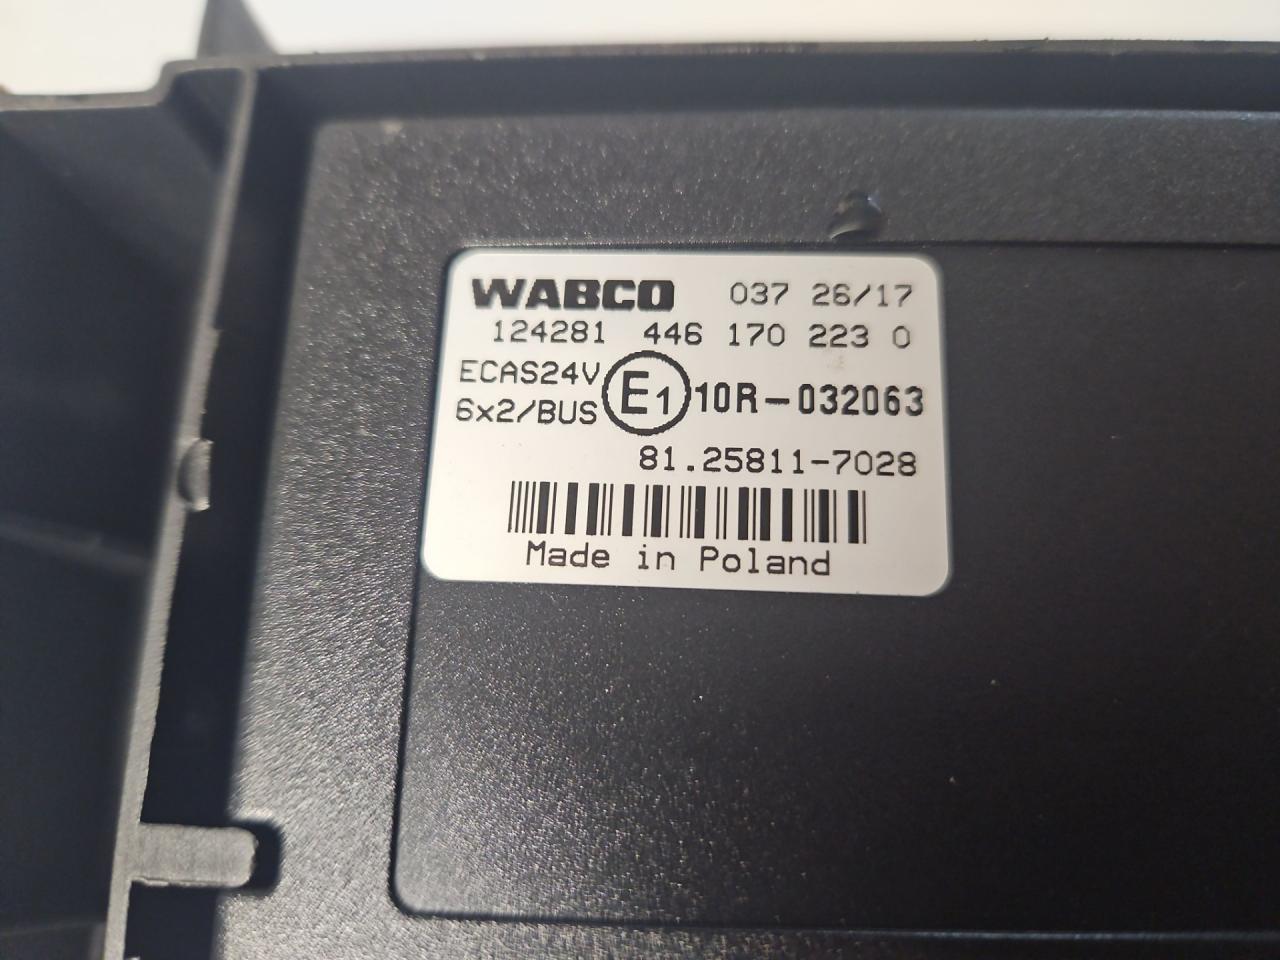 WABCO 037 26/17
124281 446 170 223 0
ECAS24V
6x2/BUS E1 10R-032063
81.25811-7028
Made in Poland